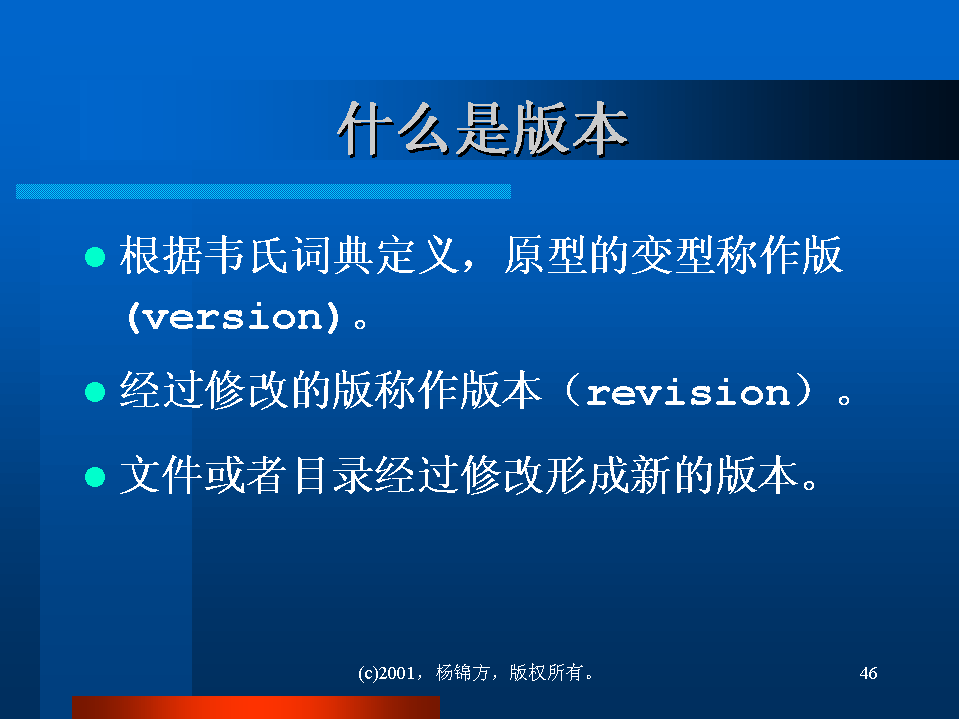 什么是版本
根据韦氏词典定义，原型的变型称作版
(version)。
经过修改的版称作版本（revision）。
文件或者目录经过修改形成新的版本。
(c)2001，杨锦方，版权所有。
46